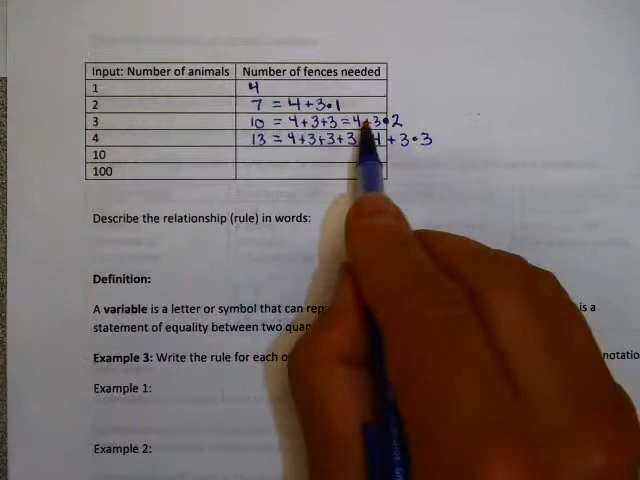 Input: Number of animals Number of fences needed
1 4
2 7 = 4 + 3 • 1
3 10 = 4 + 3 + 3 = 4 + 3 • 2
4 13 = 4 + 3 + 3 + 3 4 + 3 • 3
10
100
Describe the relationship (rule) in words:
Definition:
A variable is a letter or symbol that can is a
statement of equality between two
Example 3: Write the rule for each
Example 1:
Example 2: